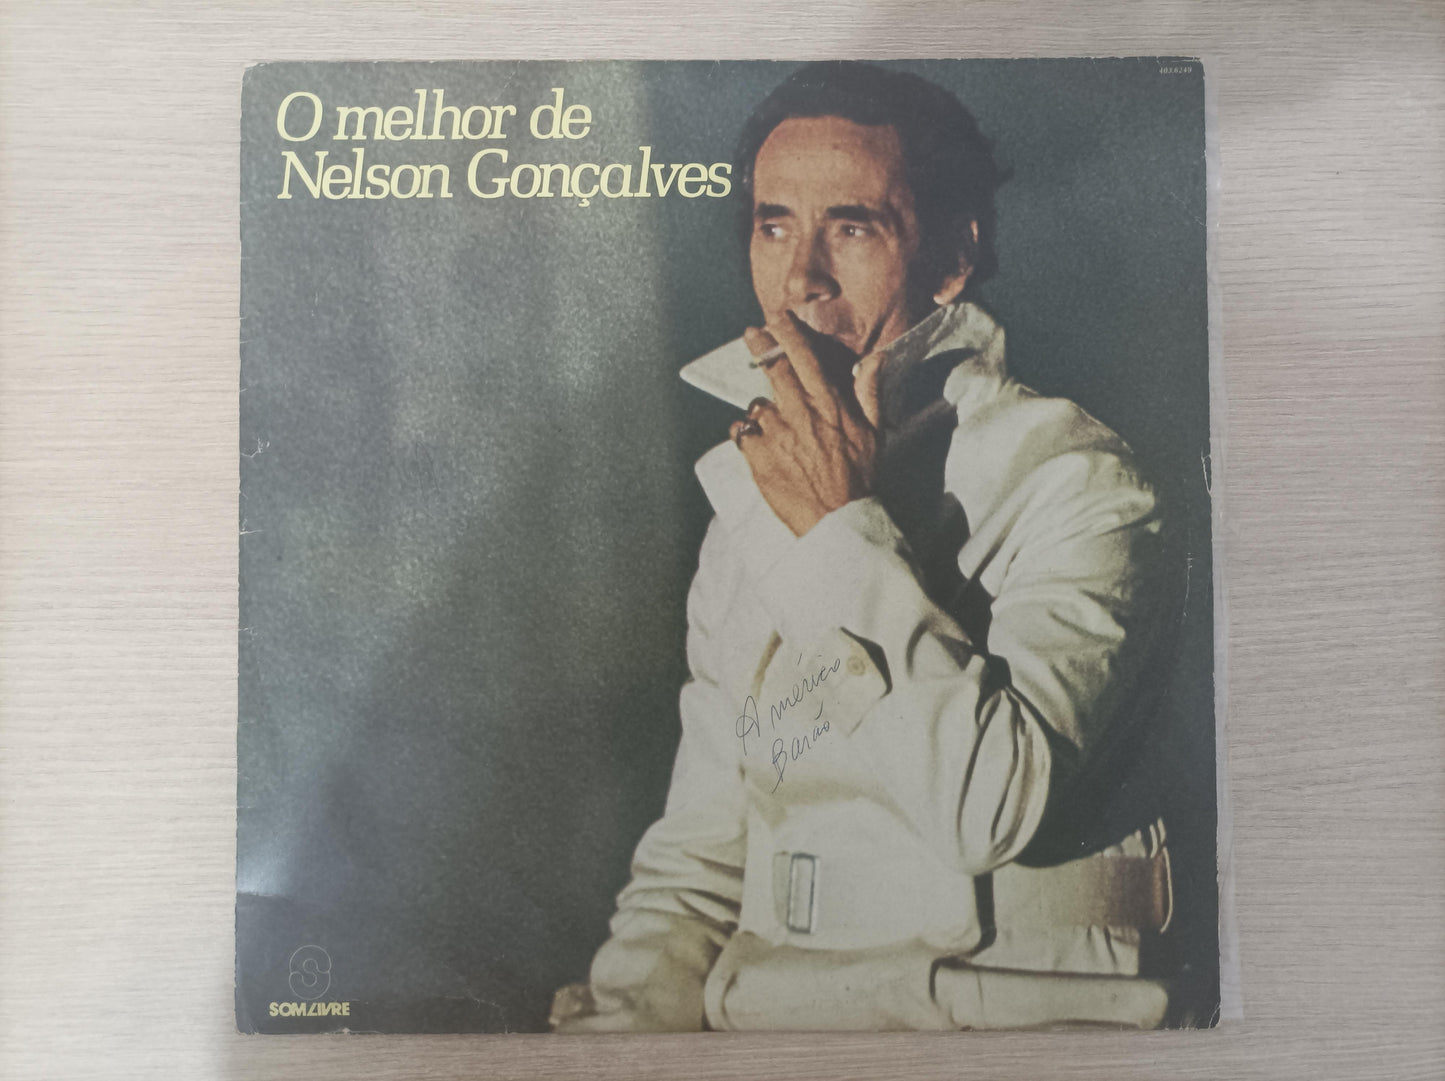 403.6249
O melhor de
Nelson Gonçalves
Américo
Barão
SOM LIVRE